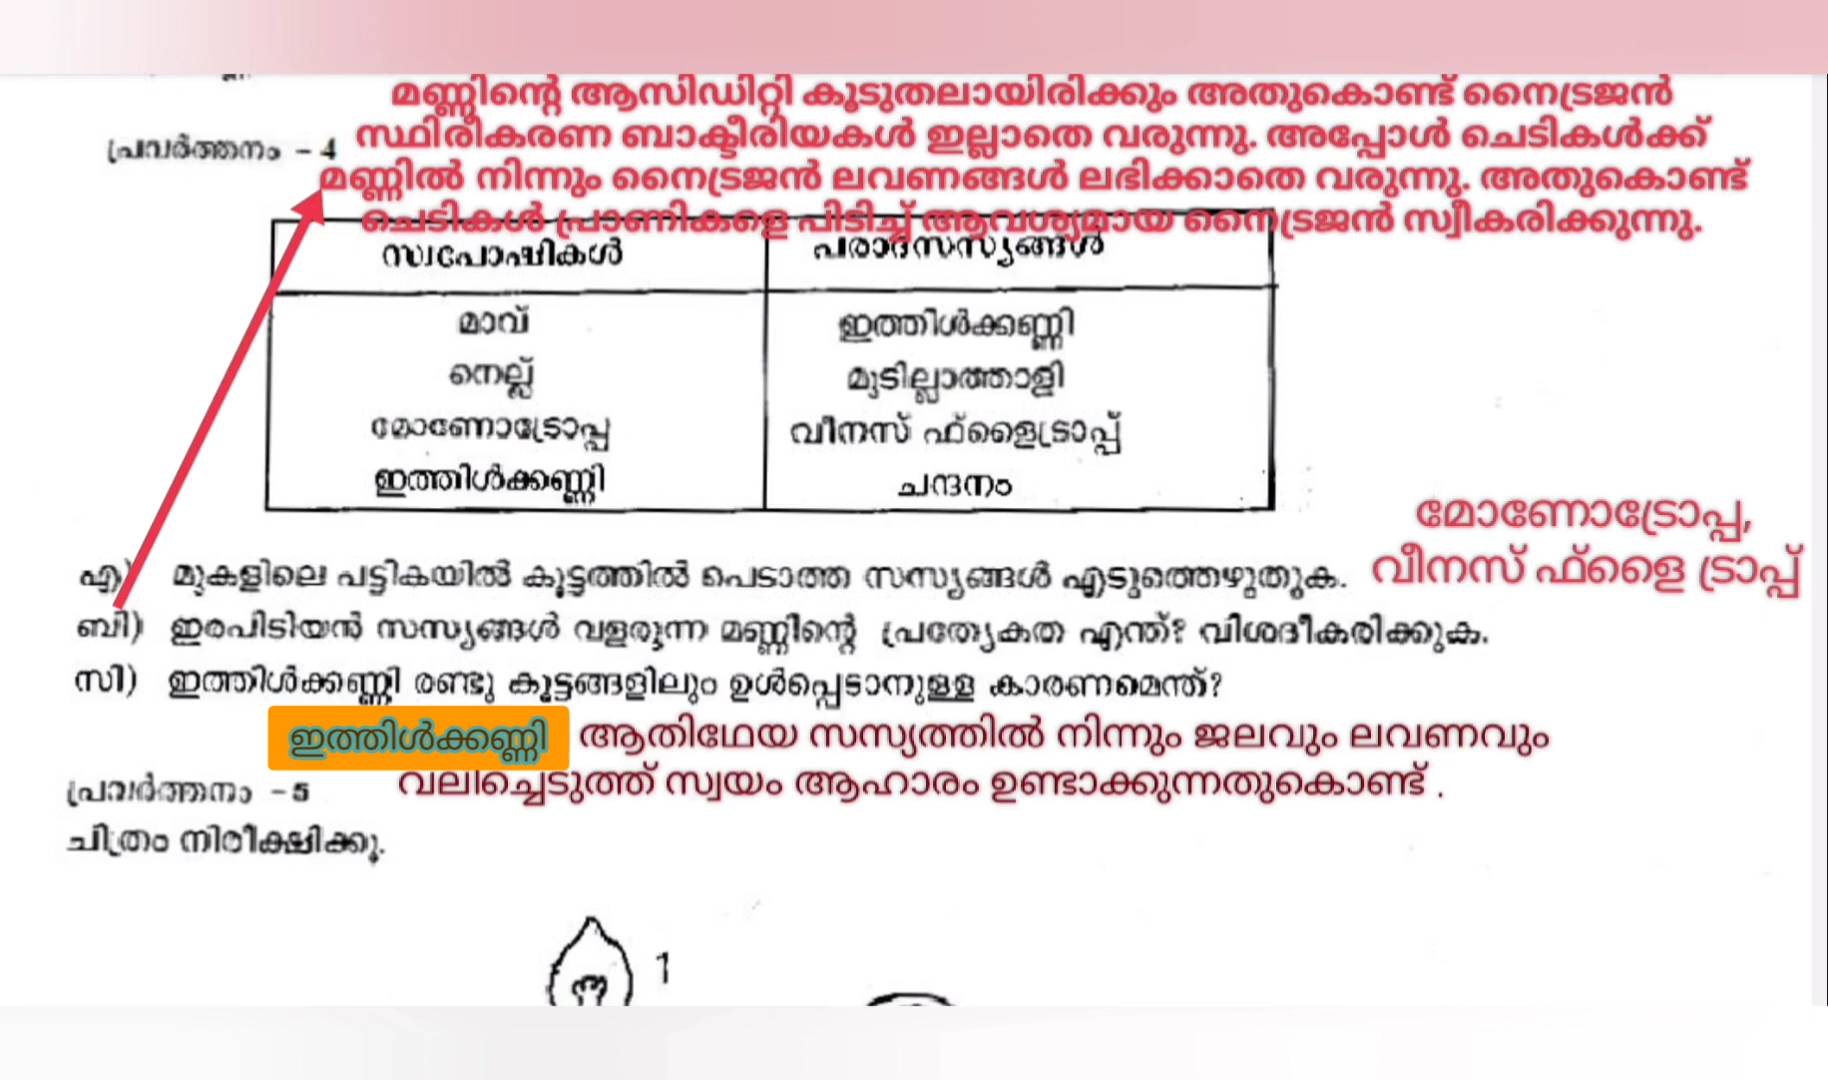 മണ്ണിന്റെ ആസിഡിറ്റി കൂടുതലായിരിക്കും അതുകൊണ്ട് നൈട്രജൻ
സ്ഥിരീകരണ ബാക്ടീരിയകൾ ഇല്ലാതെ വരുന്നു. അപ്പോൾ ചെടികൾക്ക്
പ്രവർത്തനം – 4
മണ്ണിൽ നിന്നും നൈട്രജൻ ലവണങ്ങൾ ലഭിക്കാതെ വരുന്നു. അതുകൊണ്ട്
ചെടികൾ പ്രാണികളെ പിടിച്ച് ആവശ്യമായ നൈട്രജൻ സ്വീകരിക്കുന്നു.
സ്വപോഷികൾ പരാദസസ്യങ്ങൾ
മാവ് ഇത്തിൾക്കണ്ണി
നെല്ല് മൂടില്ലാത്താളി
മോണോട്രോപ്പ വീനസ് ഫ്ളൈട്രാപ്പ്
ഇത്തിൾക്കണ്ണി ചന്ദനം
മോണോട്രോപ്പ,
വീനസ് ഫ്ളൈ ട്രാപ്പ്
എ) മുകളിലെ പട്ടികയിൽ കൂട്ടത്തിൽ പെടാത്ത സസ്യങ്ങൾ എടുത്തെഴുതുക.
ബി) ഇരപിടിയൻ സസ്യങ്ങൾ വളരുന്ന മണ്ണിന്റെ പ്രത്യേകത എന്ത്? വിശദീകരിക്കുക.
സി) ഇത്തിൾക്കണ്ണി രണ്ടു കൂട്ടങ്ങളിലും ഉൾപ്പെടാനുള്ള കാരണമെന്ത്?
ഇത്തിൾക്കണ്ണി ആതിഥേയ സസ്യത്തിൽ നിന്നും ജലവും ലവണവും
വലിച്ചെടുത്ത് സ്വയം ആഹാരം ഉണ്ടാക്കുന്നതുകൊണ്ട് .
പ്രവർത്തനം – 5
ചിത്രം നിരീക്ഷിക്കൂ.
1